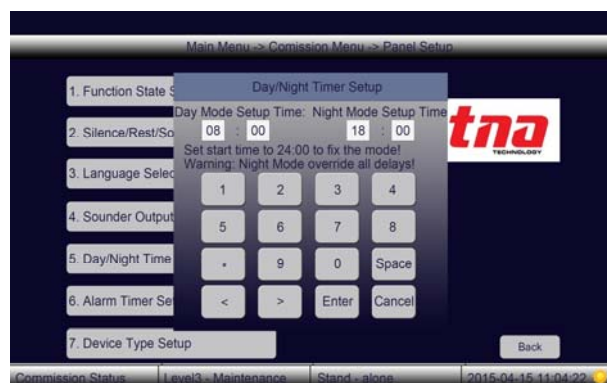 Main Menu -> Comission Menu -> Panel Setup
1. Function State S
2. Silence/Rest/So
3. Language Selec
4. Sounder Output
5. Day/Night Time
6. Alarm Timer Set
7. Device Type Setup
Day/Night Timer Setup
Day Mode Setup Time: Night Mode Setup Time
08 : 00 18 : 00
Set start time to 24:00 to fix the mode!
Warning: Night Mode override all delays!
1 2 3 4
5 6 7 8
9 0 Space
< > Enter Cancel
tna
TECHNOLOGY
Back
Commission Status Level3 - Maintenance Stand - alone 2015-04-15 11:04:22